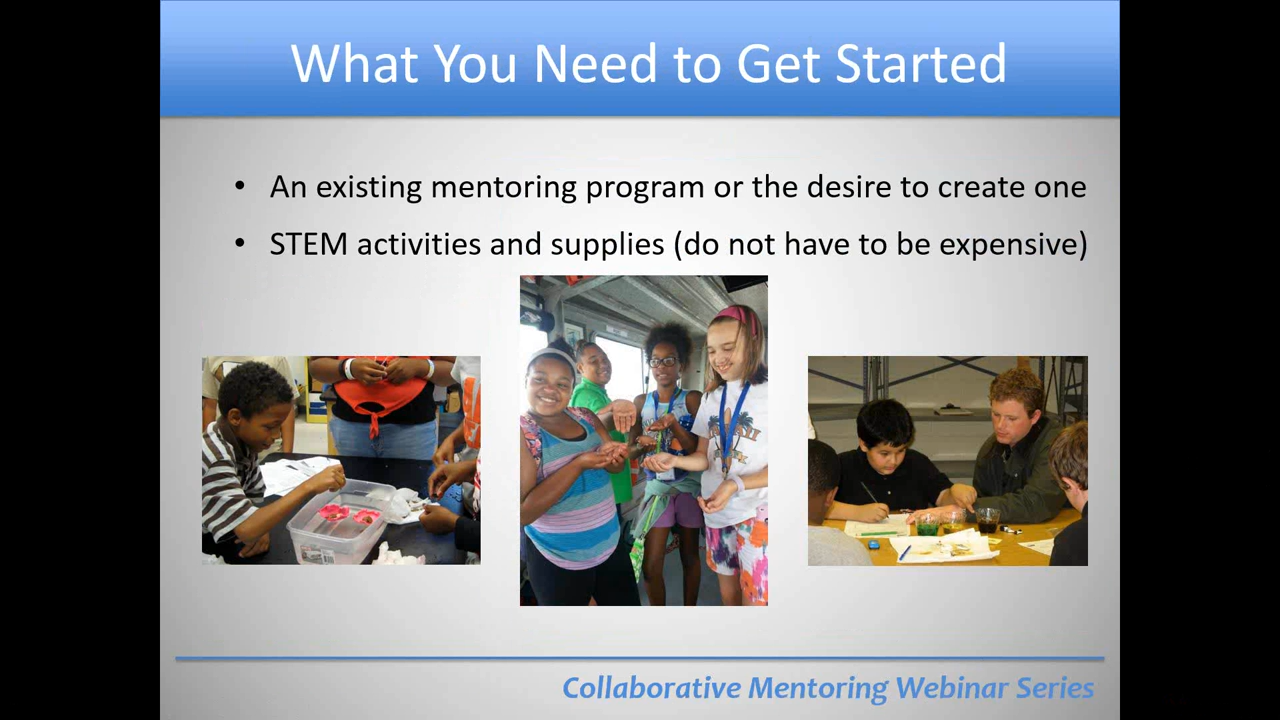 What You Need to Get Started
• An existing mentoring program or the desire to create one
• STEM activities and supplies (do not have to be expensive)
Collaborative Mentoring Webinar Series